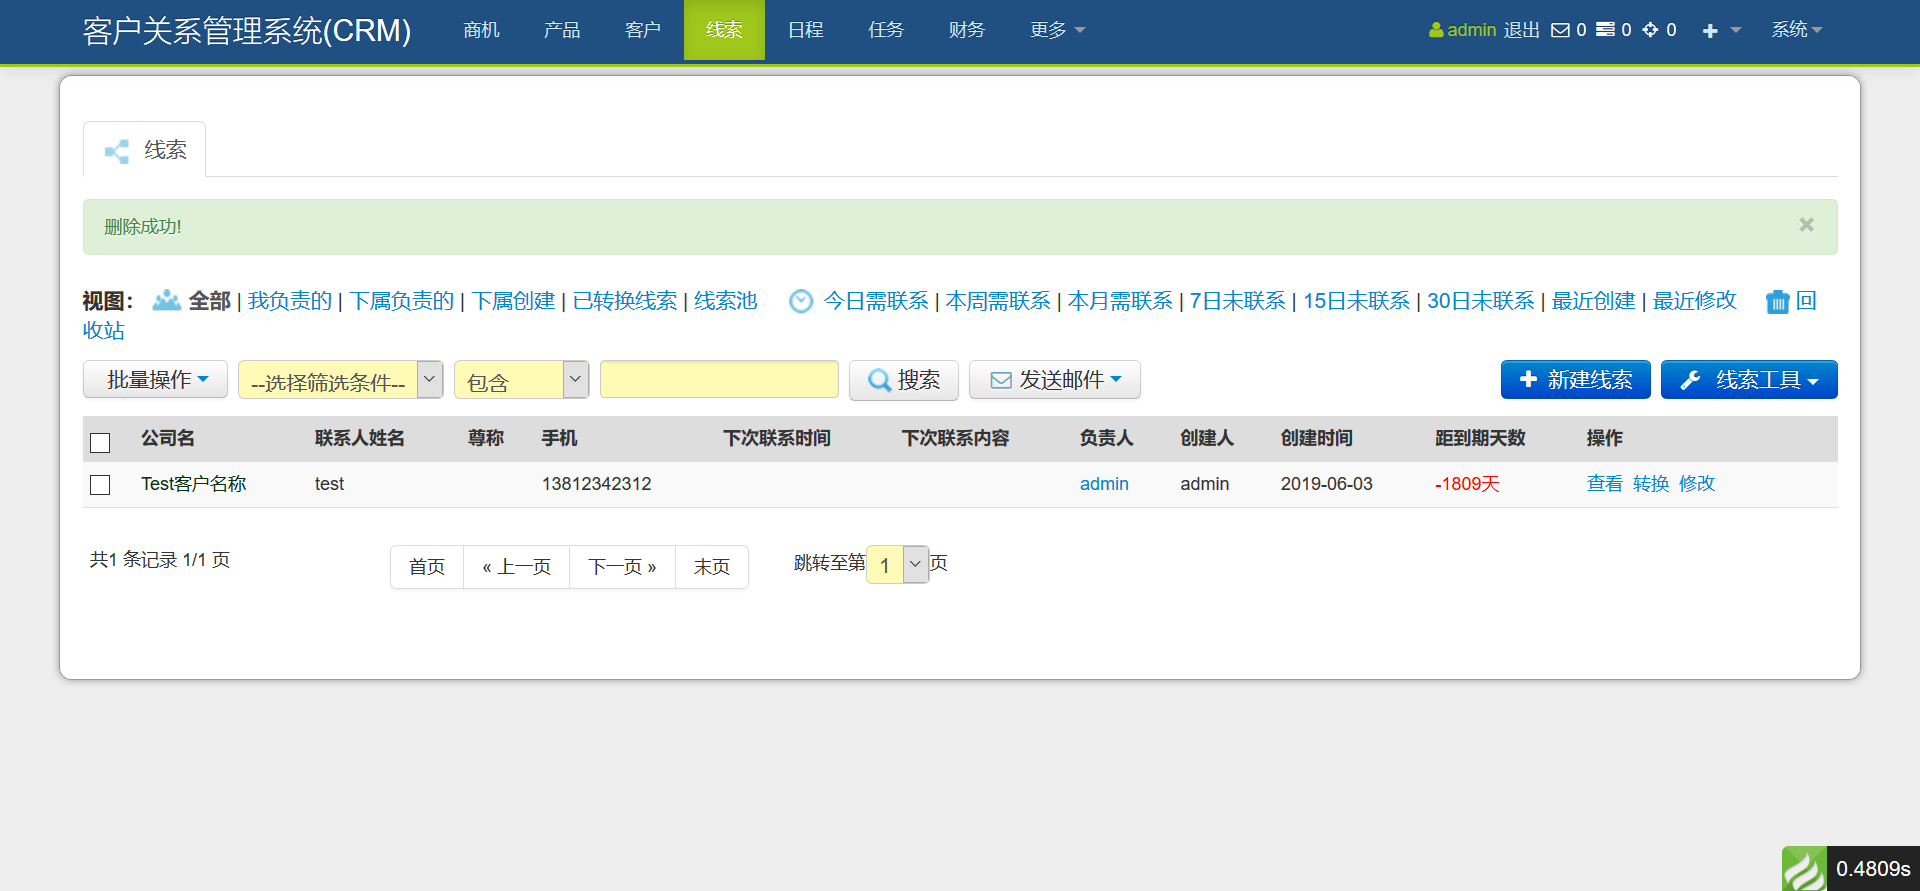 客户关系管理系统(CRM) 商机 产品 客户 线索 日程 任务 财务 更多 admin 退出 0 0 0 系统
线索
删除成功!
视图： 全部 | 我负责的 | 下属负责的 | 下属创建 | 已转换线索 | 线索池 今日需联系 | 本周需联系 | 本月需联系 | 7日未联系 | 15日未联系 | 30日未联系 | 最近创建 | 最近修改 回
收站
批量操作 --选择筛选条件-- 包含 搜索 发送邮件 新建线索 线索工具
公司名 联系人姓名 尊称 手机 下次联系时间 下次联系内容 负责人 创建人 创建时间 距到期天数 操作
Test客户名称 test 13812342312 admin admin 2019-06-03 -1809天 查看 转换 修改
共1 条记录 1/1 页 首页 « 上一页 下一页 » 末页 跳转至第 1 页
0.4809s